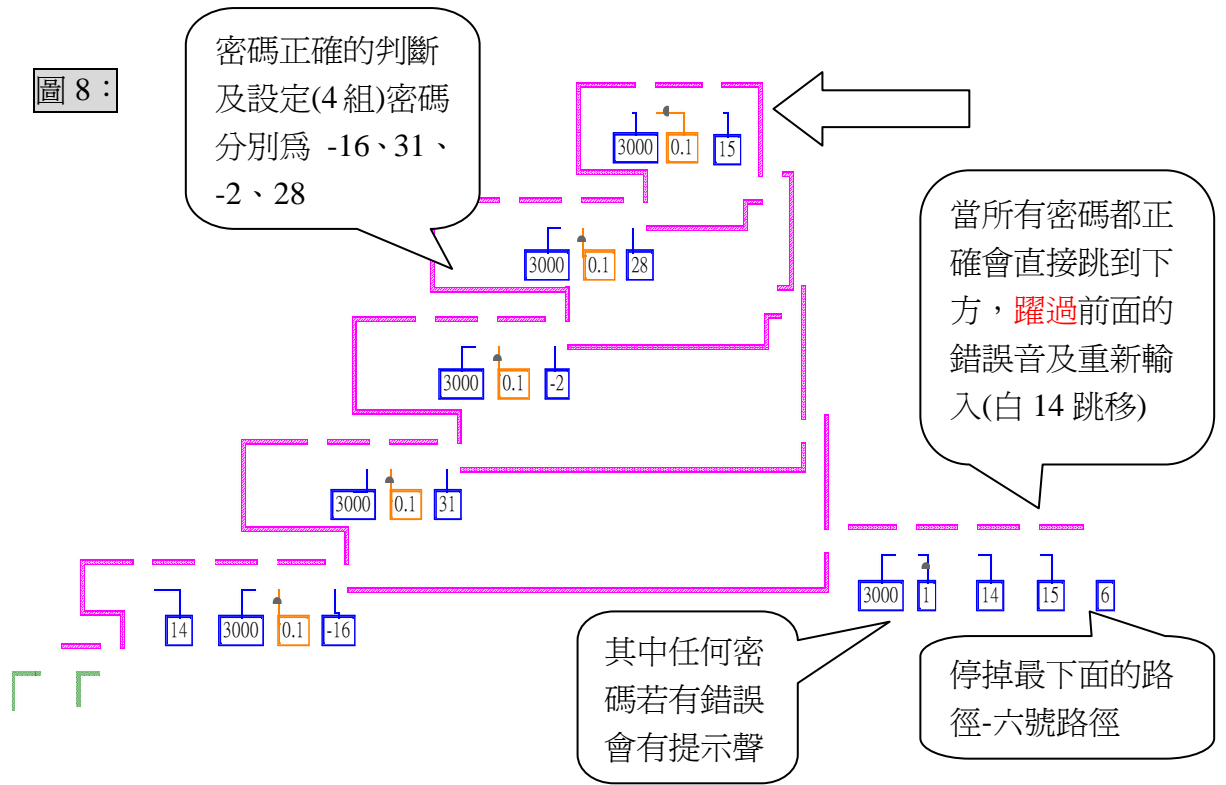 圖 8：
密碼正確的判斷
及設定(4 組)密碼
分別為 -16、31、
-2、28
3000 0.1 15
當所有密碼都正
確會直接跳到下
方，躍過前面的
錯誤音及重新輸
入(白 14 跳移)
3000 0.1 28
3000 0.1 -2
3000 0.1 31
14 3000 0.1 -16
3000 1 14 15 6
其中任何密
碼若有錯誤
會有提示聲
停掉最下面的路
徑-六號路徑